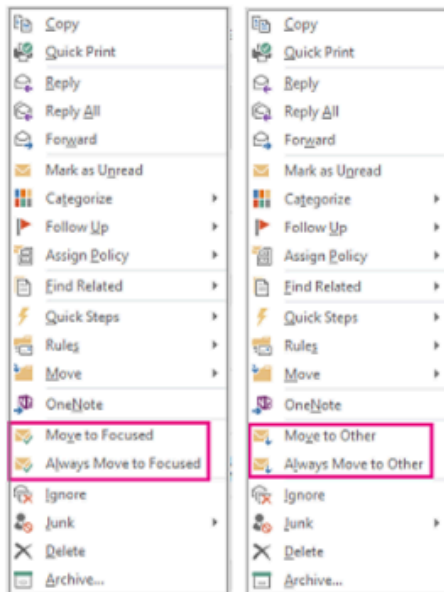 Copy
Quick Print
Reply
Reply All
Forward
Mark as Unread
Categorize
Follow Up
Assign Policy
Find Related
Quick Steps
Rules
Move
OneNote
Move to Focused
Always Move to Focused
Ignore
Junk
Delete
Archive...
Copy
Quick Print
Reply
Reply All
Forward
Mark as Unread
Categorize
Follow Up
Assign Policy
Find Related
Quick Steps
Rules
Move
OneNote
Move to Other
Always Move to Other
Ignore
Junk
Delete
Archive...